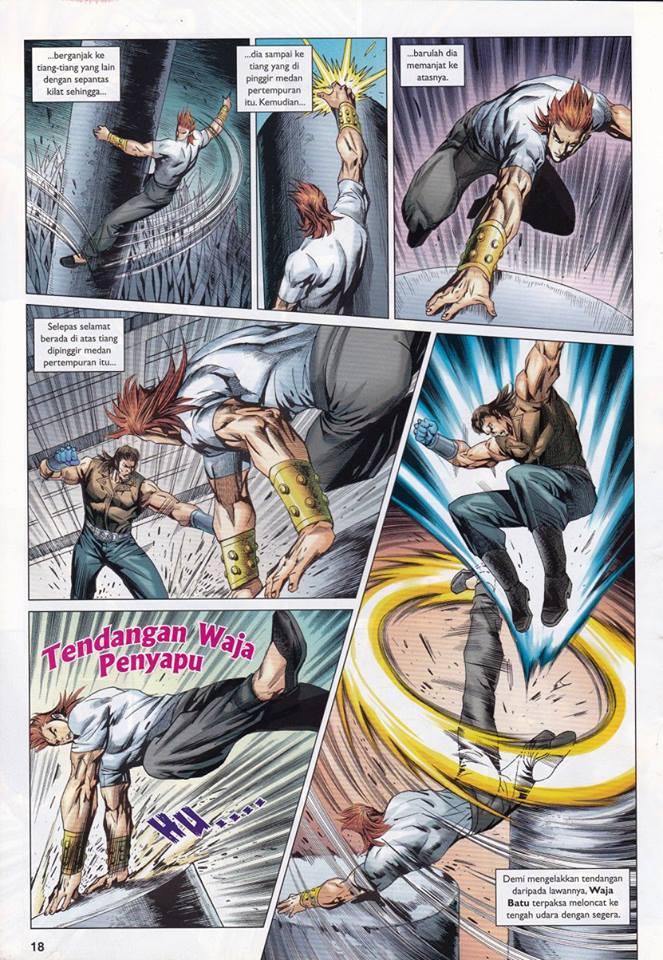 ...berganjak ke
tiang-tiang yang lain
dengan sepantas
kilat sehingga...
...dia sampai ke
tiang yang di
pinggir medan
pertempuran
itu. Kemudian...
...barulah dia
memanjat ke
atasnya.
Selepas selamat
berada di atas tiang
dipinggir medan
pertempuran itu...
Tendangan Waja
Penyapu
WU.....
Demi mengelakkan tendangan
daripada lawannya, Waja
Batu terpaksa meloncat ke
tengah udara dengan segera.
18